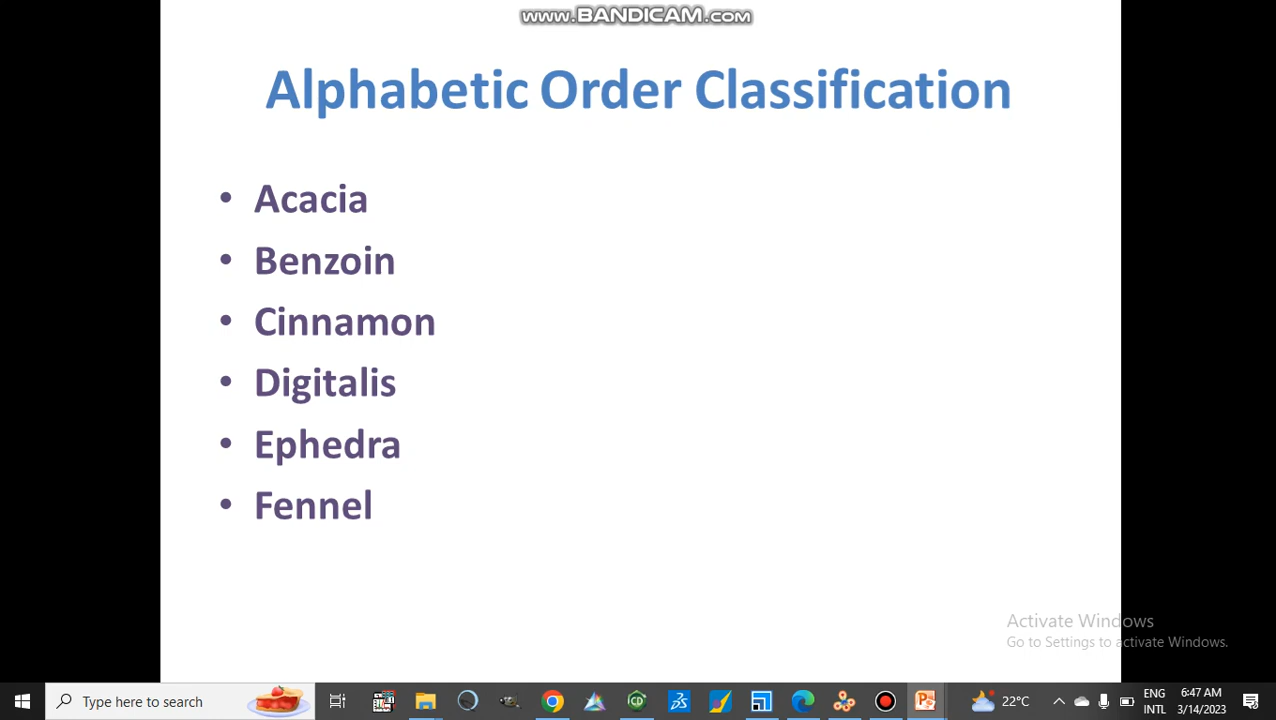 www.BANDICAM.com
Alphabetic Order Classification
• Acacia
• Benzoin
• Cinnamon
• Digitalis
• Ephedra
• Fennel
Activate Windows
Go to Settings to activate Windows.
Type here to search
22°C
ENG
INTL
6:47 AM
3/14/2023